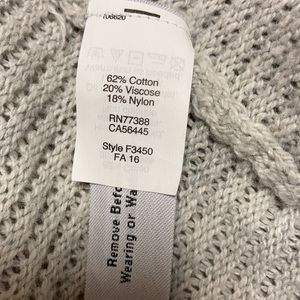 62% Cotton
20% Viscose
18% Nylon
RN77388
CA56445
Style F3450
FA 16
Remove Befo
Wearing or Wa